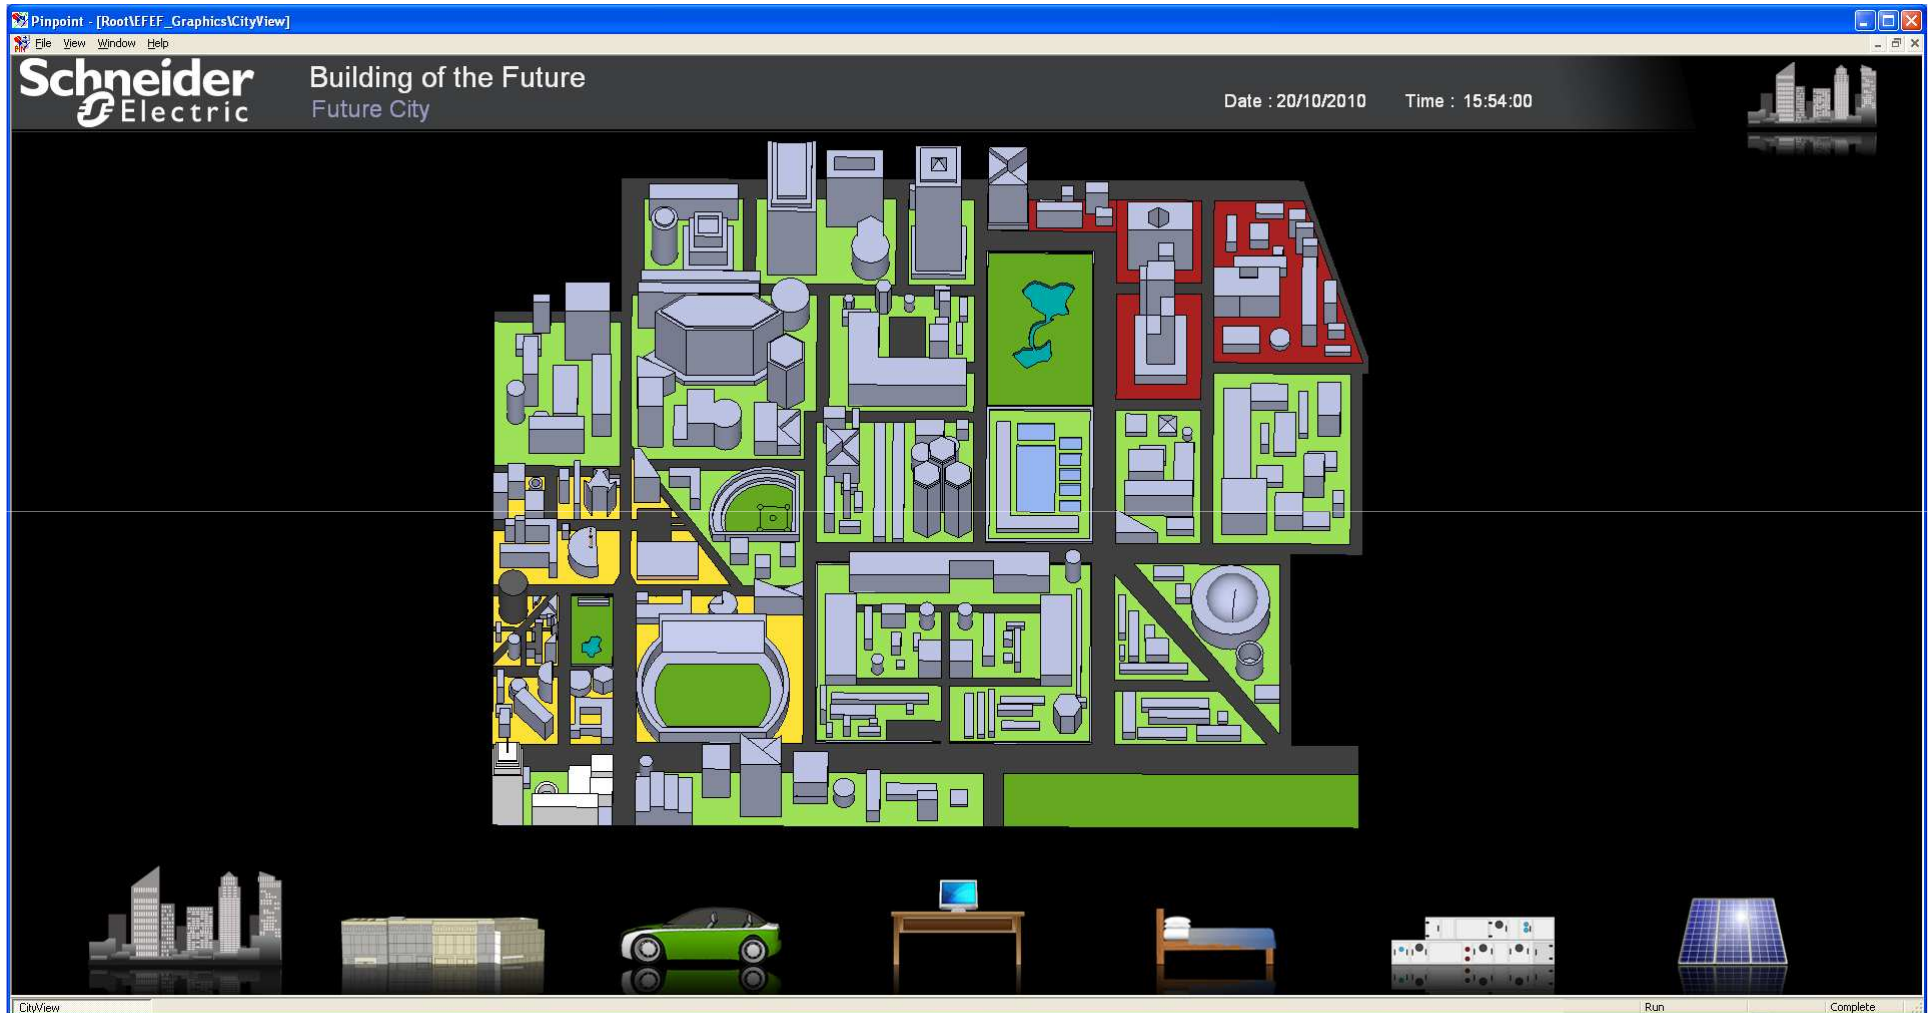 Pinpoint - [Root\EFEF_Graphics\CityView]
File View Window Help
Schneider
Electric
Building of the Future
Future City
Date : 20/10/2010 Time : 15:54:00
CityView
Run
Complete